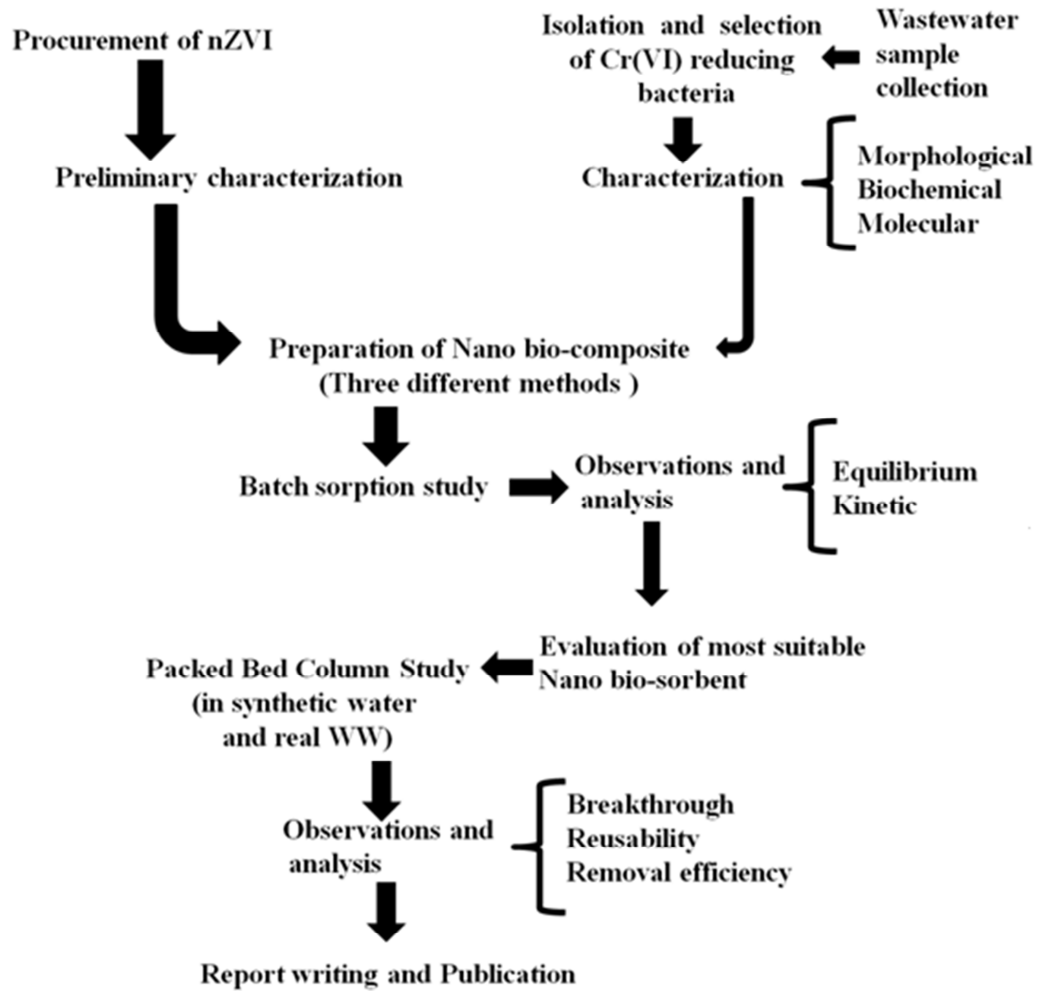 Procurement of nZVI
Isolation and selection
of Cr(VI) reducing
bacteria
Wastewater
sample
collection
Preliminary characterization
Characterization
Morphological
Biochemical
Molecular
Preparation of Nano bio-composite
(Three different methods )
Batch sorption study
Observations and
analysis
Equilibrium
Kinetic
Evaluation of most suitable
Nano bio-sorbent
Packed Bed Column Study
(in synthetic water
and real WW)
Observations and
analysis
Breakthrough
Reusability
Removal efficiency
Report writing and Publication